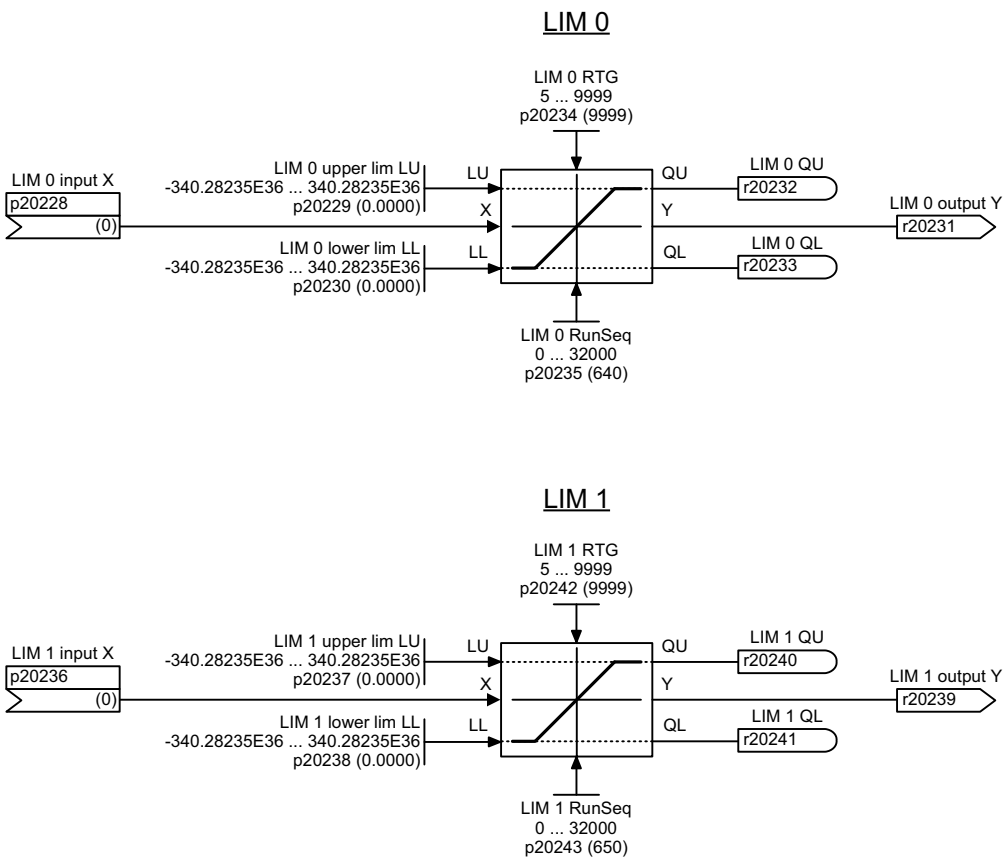 LIM 0
LIM 0 RTG
5 ... 9999
p20234 (9999)
LIM 0 upper lim LU
-340.28235E36 ... 340.28235E36
p20229 (0.0000)
LU
QU
LIM 0 QU
r20232
LIM 0 input X
p20228
(0)
X
Y
LIM 0 output Y
r20231
LIM 0 lower lim LL
-340.28235E36 ... 340.28235E36
p20230 (0.0000)
LL
QL
LIM 0 QL
r20233
LIM 0 RunSeq
0 ... 32000
p20235 (640)
LIM 1
LIM 1 RTG
5 ... 9999
p20242 (9999)
LIM 1 upper lim LU
-340.28235E36 ... 340.28235E36
p20237 (0.0000)
LU
QU
LIM 1 QU
r20240
LIM 1 input X
p20236
(0)
X
Y
LIM 1 output Y
r20239
LIM 1 lower lim LL
-340.28235E36 ... 340.28235E36
p20238 (0.0000)
LL
QL
LIM 1 QL
r20241
LIM 1 RunSeq
0 ... 32000
p20243 (650)